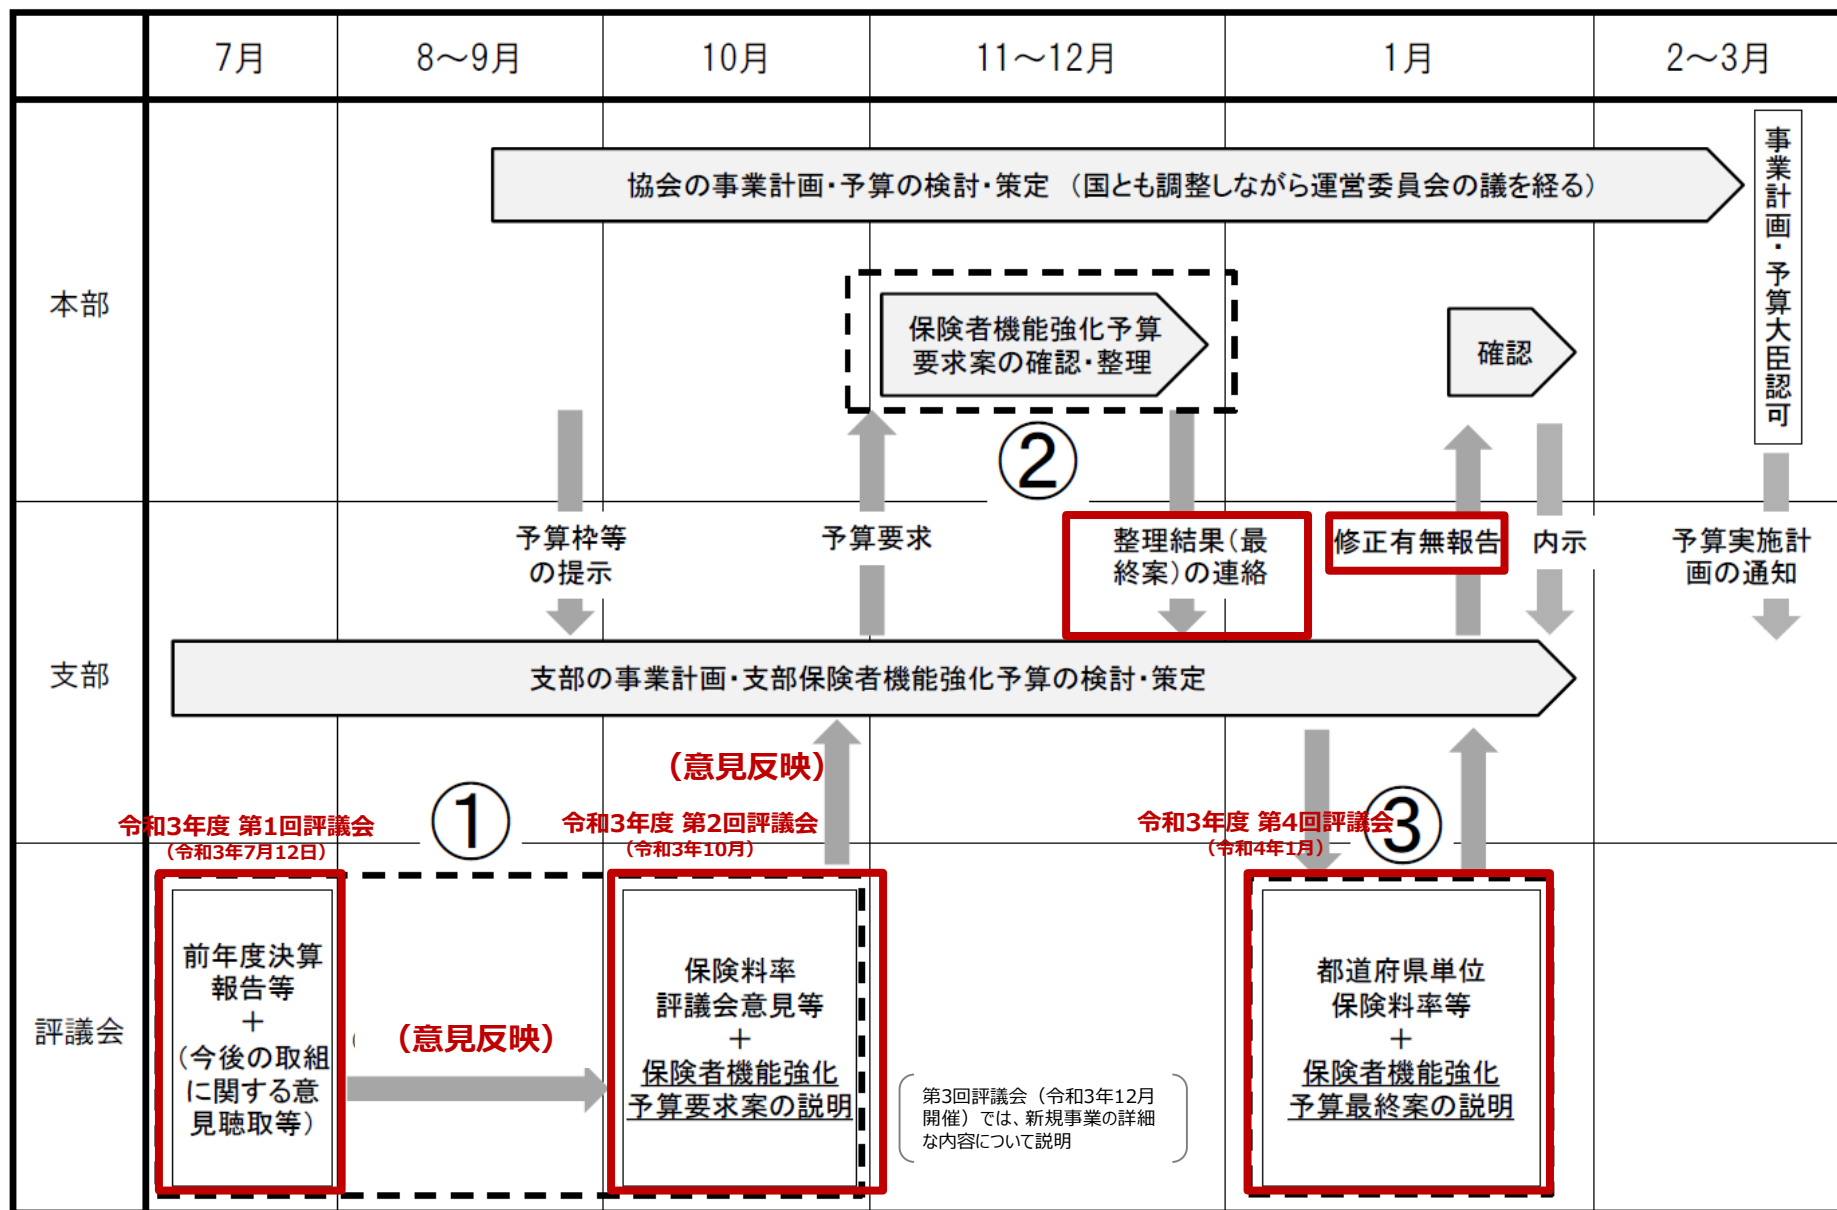 7月
8～9月
10月
11～12月
1月
2～3月
本部
協会の事業計画・予算の検討・策定 （国とも調整しながら運営委員会の議を経る）
事業計画・予算大臣認可
保険者機能強化予算
要求案の確認・整理
確認
②
支部
予算枠等
の提示
予算要求
整理結果（最
終案）の連絡
修正有無報告
内示
予算実施計
画の通知
支部の事業計画・支部保険者機能強化予算の検討・策定
（意見反映）
①
③
令和3年度 第1回評議会
（令和3年7月12日）
令和3年度 第2回評議会
（令和3年10月）
令和3年度 第4回評議会
（令和4年1月）
評議会
前年度決算
報告等
＋
（今後の取組
に関する意
見聴取等）
（意見反映）
保険料率
評議会意見等
＋
保険者機能強化
予算要求案の説明
第3回評議会（令和3年12月
開催）では、新規事業の詳細
な内容について説明
都道府県単位
保険料率等
＋
保険者機能強化
予算最終案の説明